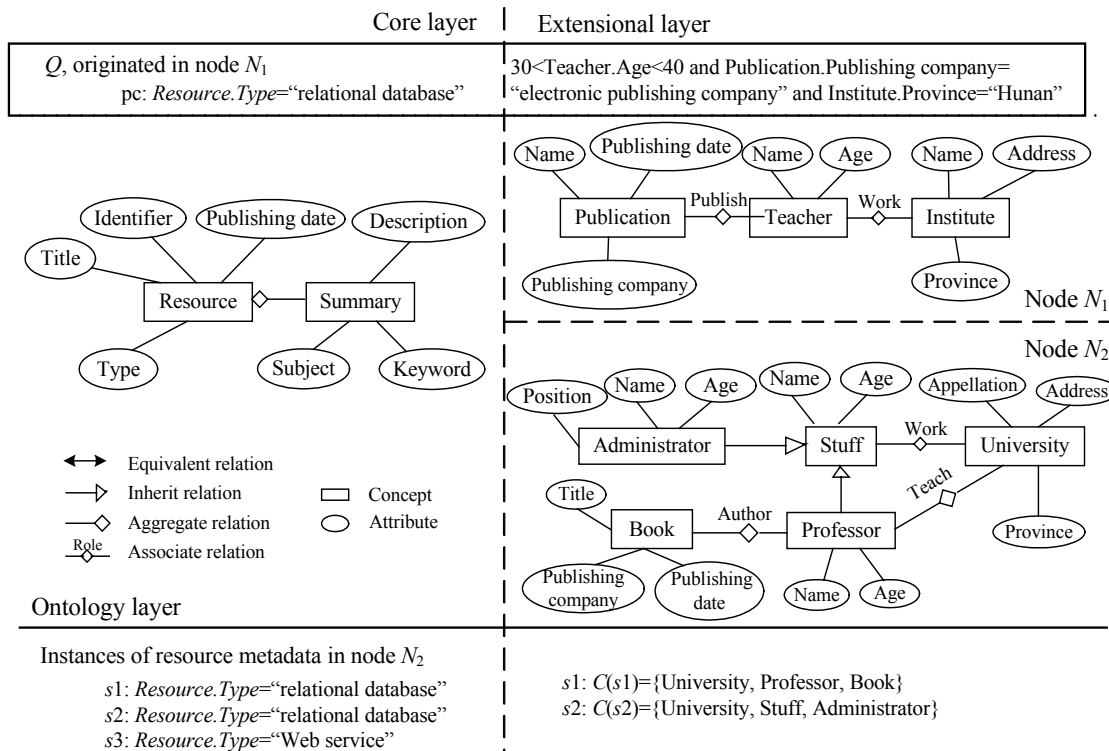 Core layer
Extensional layer
Q, originated in node N1
pc: Resource.Type=“relational database”
30<Teacher.Age<40 and Publication.Publishing company=
“electronic publishing company” and Institute.Province=“Hunan”
Name
Publishing date
Name
Age
Name
Address
Publication
Publish
Teacher
Work
Institute
Publishing company
Province
Node N1
Identifier
Publishing date
Description
Title
Resource
Summary
Type
Subject
Keyword
Node N2
Position
Name
Age
Name
Age
Appellation
Address
Administrator
Stuff
Work
University
Teach
Title
Book
Author
Professor
Province
Publishing
company
Publishing
date
Name
Age
Equivalent relation
Inherit relation
Aggregate relation
Role
Associate relation
Concept
Attribute
Ontology layer
Instances of resource metadata in node N2
s1: Resource.Type=“relational database”
s2: Resource.Type=“relational database”
s3: Resource.Type=“Web service”
s1: C(s1)={University, Professor, Book}
s2: C(s2)={University, Stuff, Administrator}